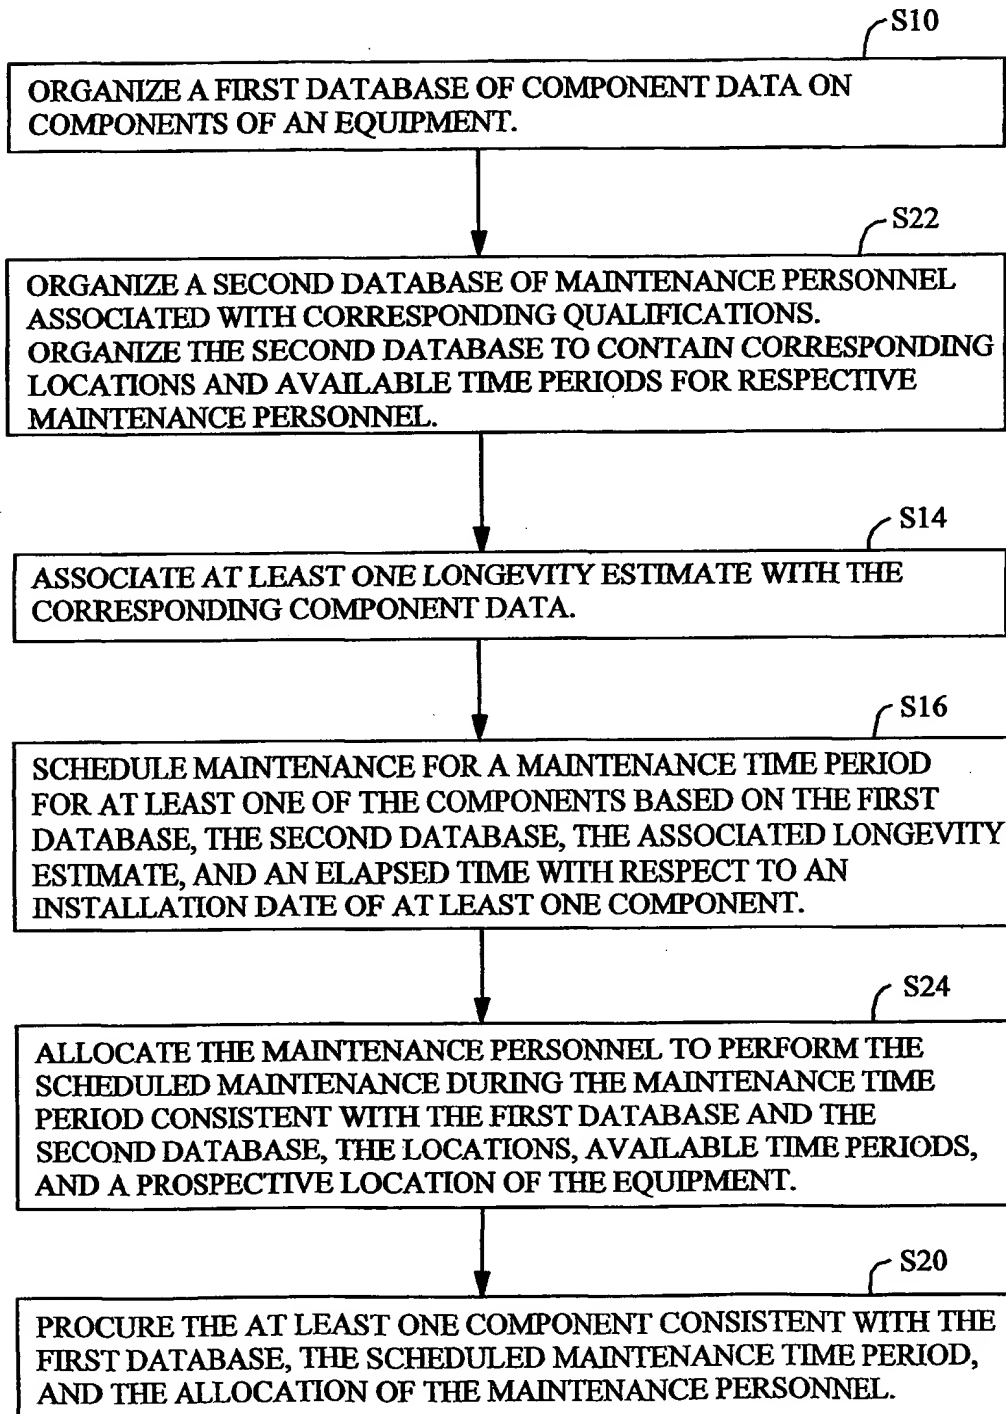 S10
ORGANIZE A FIRST DATABASE OF COMPONENT DATA ON
COMPONENTS OF AN EQUIPMENT.
S22
ORGANIZE A SECOND DATABASE OF MAINTENANCE PERSONNEL
ASSOCIATED WITH CORRESPONDING QUALIFICATIONS.
ORGANIZE THE SECOND DATABASE TO CONTAIN CORRESPONDING
LOCATIONS AND AVAILABLE TIME PERIODS FOR RESPECTIVE
MAINTENANCE PERSONNEL.
S14
ASSOCIATE AT LEAST ONE LONGEVITY ESTIMATE WITH THE
CORRESPONDING COMPONENT DATA.
S16
SCHEDULE MAINTENANCE FOR A MAINTENANCE TIME PERIOD
FOR AT LEAST ONE OF THE COMPONENTS BASED ON THE FIRST
DATABASE, THE SECOND DATABASE, THE ASSOCIATED LONGEVITY
ESTIMATE, AND AN ELAPSED TIME WITH RESPECT TO AN
INSTALLATION DATE OF AT LEAST ONE COMPONENT.
S24
ALLOCATE THE MAINTENANCE PERSONNEL TO PERFORM THE
SCHEDULED MAINTENANCE DURING THE MAINTENANCE TIME
PERIOD CONSISTENT WITH THE FIRST DATABASE AND THE
SECOND DATABASE, THE LOCATIONS, AVAILABLE TIME PERIODS,
AND A PROSPECTIVE LOCATION OF THE EQUIPMENT.
S20
PROCURE THE AT LEAST ONE COMPONENT CONSISTENT WITH THE
FIRST DATABASE, THE SCHEDULED MAINTENANCE TIME PERIOD,
AND THE ALLOCATION OF THE MAINTENANCE PERSONNEL.